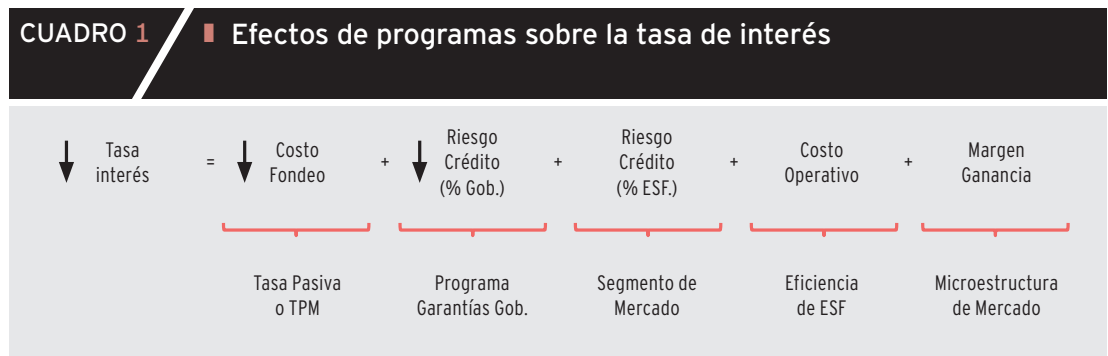 CUADRO 1 Efectos de programas sobre la tasa de interés
Tasa interés = Costo Fondeo + Riesgo Crédito (% Gob.) + Riesgo Crédito (% ESF.) + Costo Operativo + Margen Ganancia
Tasa Pasiva o TPM
Programa Garantías Gob.
Segmento de Mercado
Eficiencia de ESF
Microestructura de Mercado